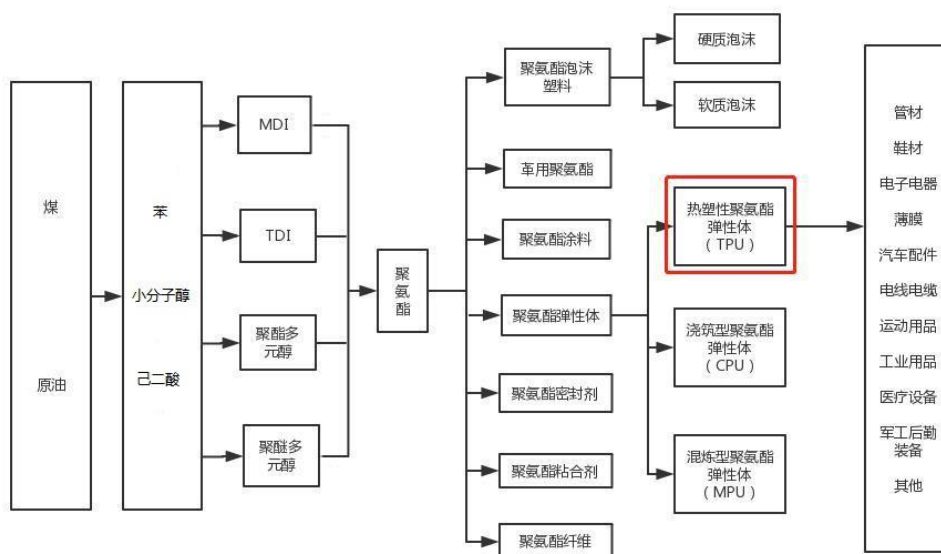 煤
原油
苯
小分子醇
己二酸
MDI
TDI
聚酯多
元醇
聚醚多
元醇
聚
氨
酯
聚氨酯泡沫
塑料
革用聚氨酯
聚氨酯涂料
聚氨酯弹性体
聚氨酯密封剂
聚氨酯粘合剂
聚氨酯纤维
硬质泡沫
软质泡沫
热塑性聚氨酯
弹性体
（TPU）
浇筑型聚氨酯
弹性体
（CPU）
混炼型聚氨酯
弹性体
（MPU）
管材
鞋材
电子电器
薄膜
汽车配件
电线电缆
运动用品
工业用品
医疗设备
军工后勤
装备
其他